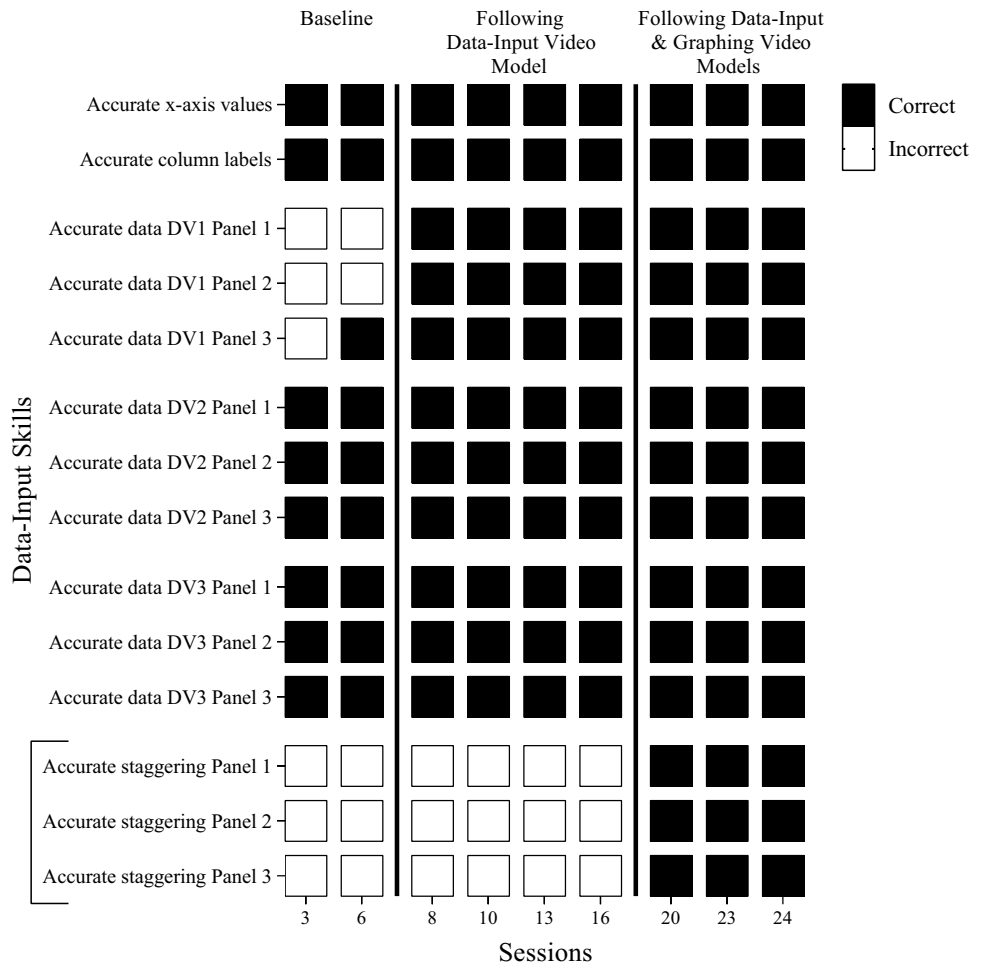 Baseline
Following
Data-Input Video
Model
Following Data-Input
& Graphing Video
Models
Correct
Incorrect
Data-Input Skills
Accurate x-axis values
Accurate column labels
Accurate data DV1 Panel 1
Accurate data DV1 Panel 2
Accurate data DV1 Panel 3
Accurate data DV2 Panel 1
Accurate data DV2 Panel 2
Accurate data DV2 Panel 3
Accurate data DV3 Panel 1
Accurate data DV3 Panel 2
Accurate data DV3 Panel 3
Accurate staggering Panel 1
Accurate staggering Panel 2
Accurate staggering Panel 3
3 6 8 10 13 16 20 23 24
Sessions